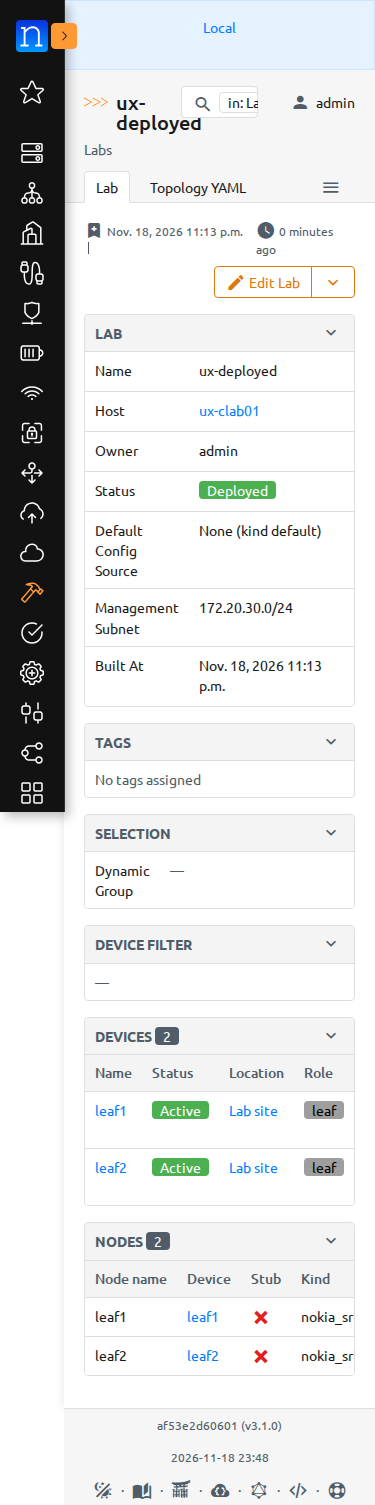 Local
n
>>> ux-deployed
in: La
admin
Labs
Lab
Topology YAML
Nov. 18, 2026 11:13 p.m.
|
0 minutes
ago
Edit Lab
LAB
Name ux-deployed
Host ux-clab01
Owner admin
Status Deployed
Default
Config
Source
None (kind default)
Management
Subnet
172.20.30.0/24
Built At
Nov. 18, 2026 11:13
p.m.
TAGS
No tags assigned
SELECTION
Dynamic
Group
—
DEVICE FILTER
—
DEVICES 2
Name Status Location Role
leaf1 Active Lab site leaf
leaf2 Active Lab site leaf
NODES 2
Node name Device Stub Kind
leaf1 leaf1 nokia_sr
leaf2 leaf2 nokia_sr
af53e2d60601 (v3.1.0)
2026-11-18 23:48